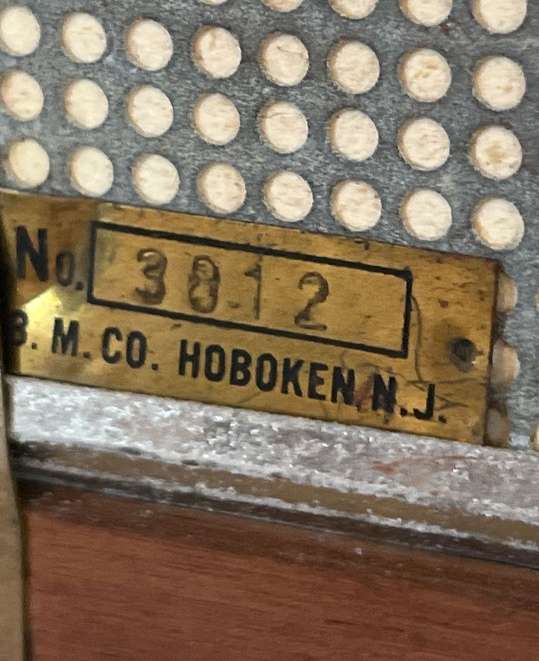 No. 3812
B. M. CO. HOBOKEN, N.J.